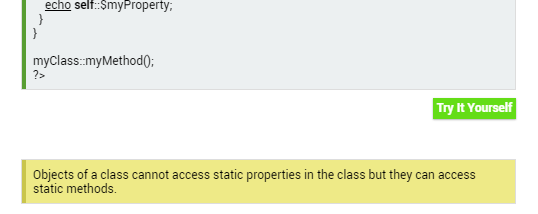 echo self::$myProperty;
}
}
myClass::myMethod();
?>
Try It Yourself
Objects of a class cannot access static properties in the class but they can access
static methods.